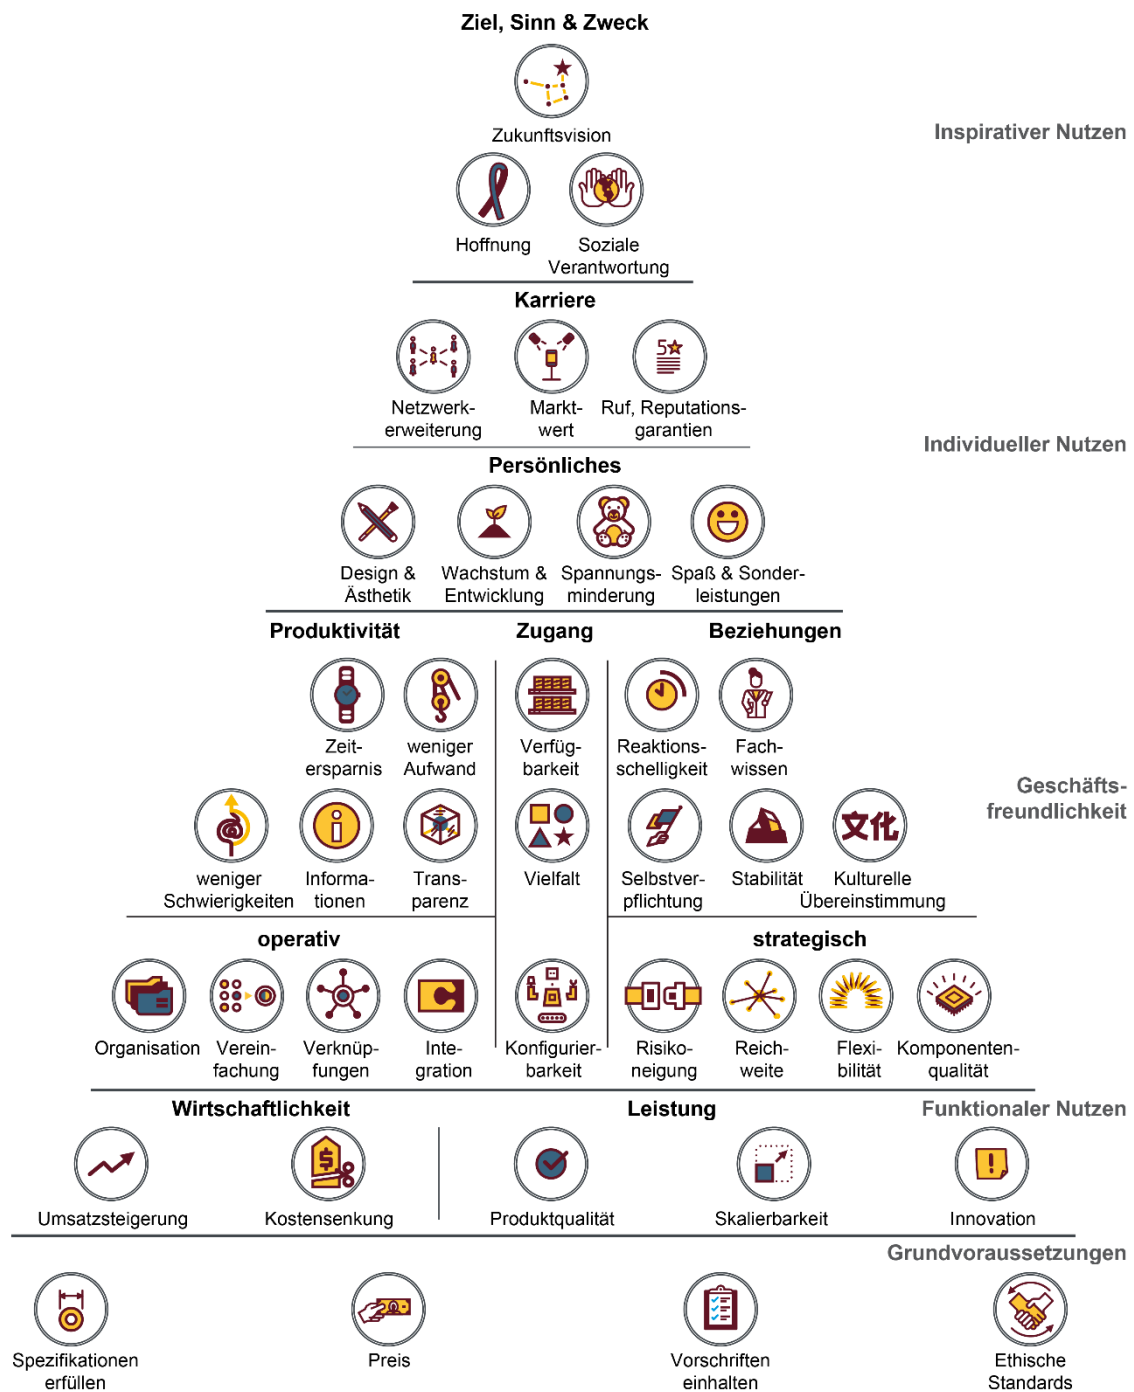 Ziel, Sinn & Zweck
Zukunftsvision
Inspirativer Nutzen
Hoffnung
Soziale
Verantwortung
Karriere
5
Netzwerk-
erweiterung
Markt-
wert
Ruf, Reputations-
garantien
Individueller Nutzen
Persönliches
Design &
Ästhetik
Wachstum &
Entwicklung
Spannungs-
minderung
Spaß & Sonder-
leistungen
Produktivität
Zugang
Beziehungen
Zeit-
ersparnis
weniger
Aufwand
Verfüg-
barkeit
Reaktions-
schelligkeit
Fach-
wissen
Geschäfts-
freundlichkeit
i
文化
weniger
Schwierigkeiten
Informa-
tionen
Trans-
parenz
Vielfalt
Selbstver-
pflichtung
Stabilität
Kulturelle
Übereinstimmung
operativ
strategisch
Organisation
Verein-
fachung
Verknüp-
fungen
Inte-
gration
Konfigurier-
barkeit
Risiko-
neigung
Reich-
weite
Flexi-
bilität
Komponenten-
qualität
Wirtschaftlichkeit
Leistung
Funktionaler Nutzen
$
!
Umsatzsteigerung
Kostensenkung
Produktqualität
Skalierbarkeit
Innovation
Grundvoraussetzungen
Spezifikationen
erfüllen
Preis
Vorschriften
einhalten
Ethische
Standards